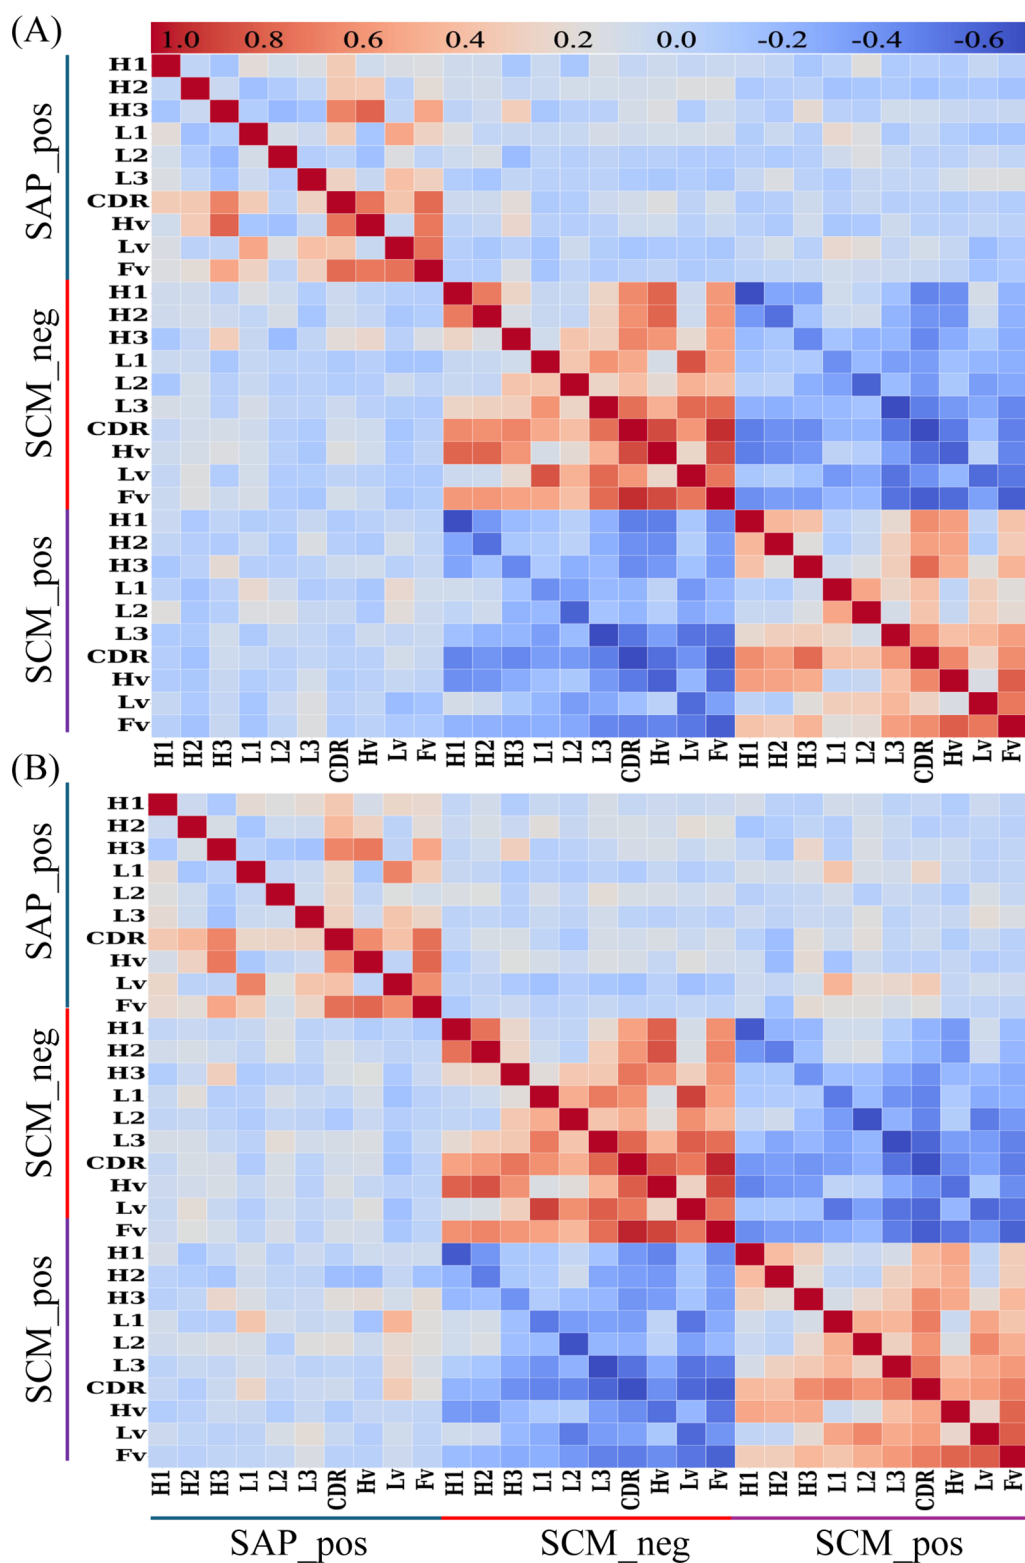 (A)
1.0 0.8 0.6 0.4 0.2 0.0 -0.2 -0.4 -0.6
SAP_pos
H1
H2
H3
L1
L2
L3
CDR
Hv
Lv
Fv
SCM_neg
H1
H2
H3
L1
L2
L3
CDR
Hv
Lv
Fv
SCM_pos
H1
H2
H3
L1
L2
L3
CDR
Hv
Lv
Fv
H1 H2 H3 L1 L2 L3 CDR Hv Lv Fv H1 H2 H3 L1 L2 L3 CDR Hv Lv Fv H1 H2 H3 L1 L2 L3 CDR Hv Lv Fv
(B)
SAP_pos
H1
H2
H3
L1
L2
L3
CDR
Hv
Lv
Fv
SCM_neg
H1
H2
H3
L1
L2
L3
CDR
Hv
Lv
Fv
SCM_pos
H1
H2
H3
L1
L2
L3
CDR
Hv
Lv
Fv
H1 H2 H3 L1 L2 L3 CDR Hv Lv Fv H1 H2 H3 L1 L2 L3 CDR Hv Lv Fv H1 H2 H3 L1 L2 L3 CDR Hv Lv Fv
SAP_pos SCM_neg SCM_pos